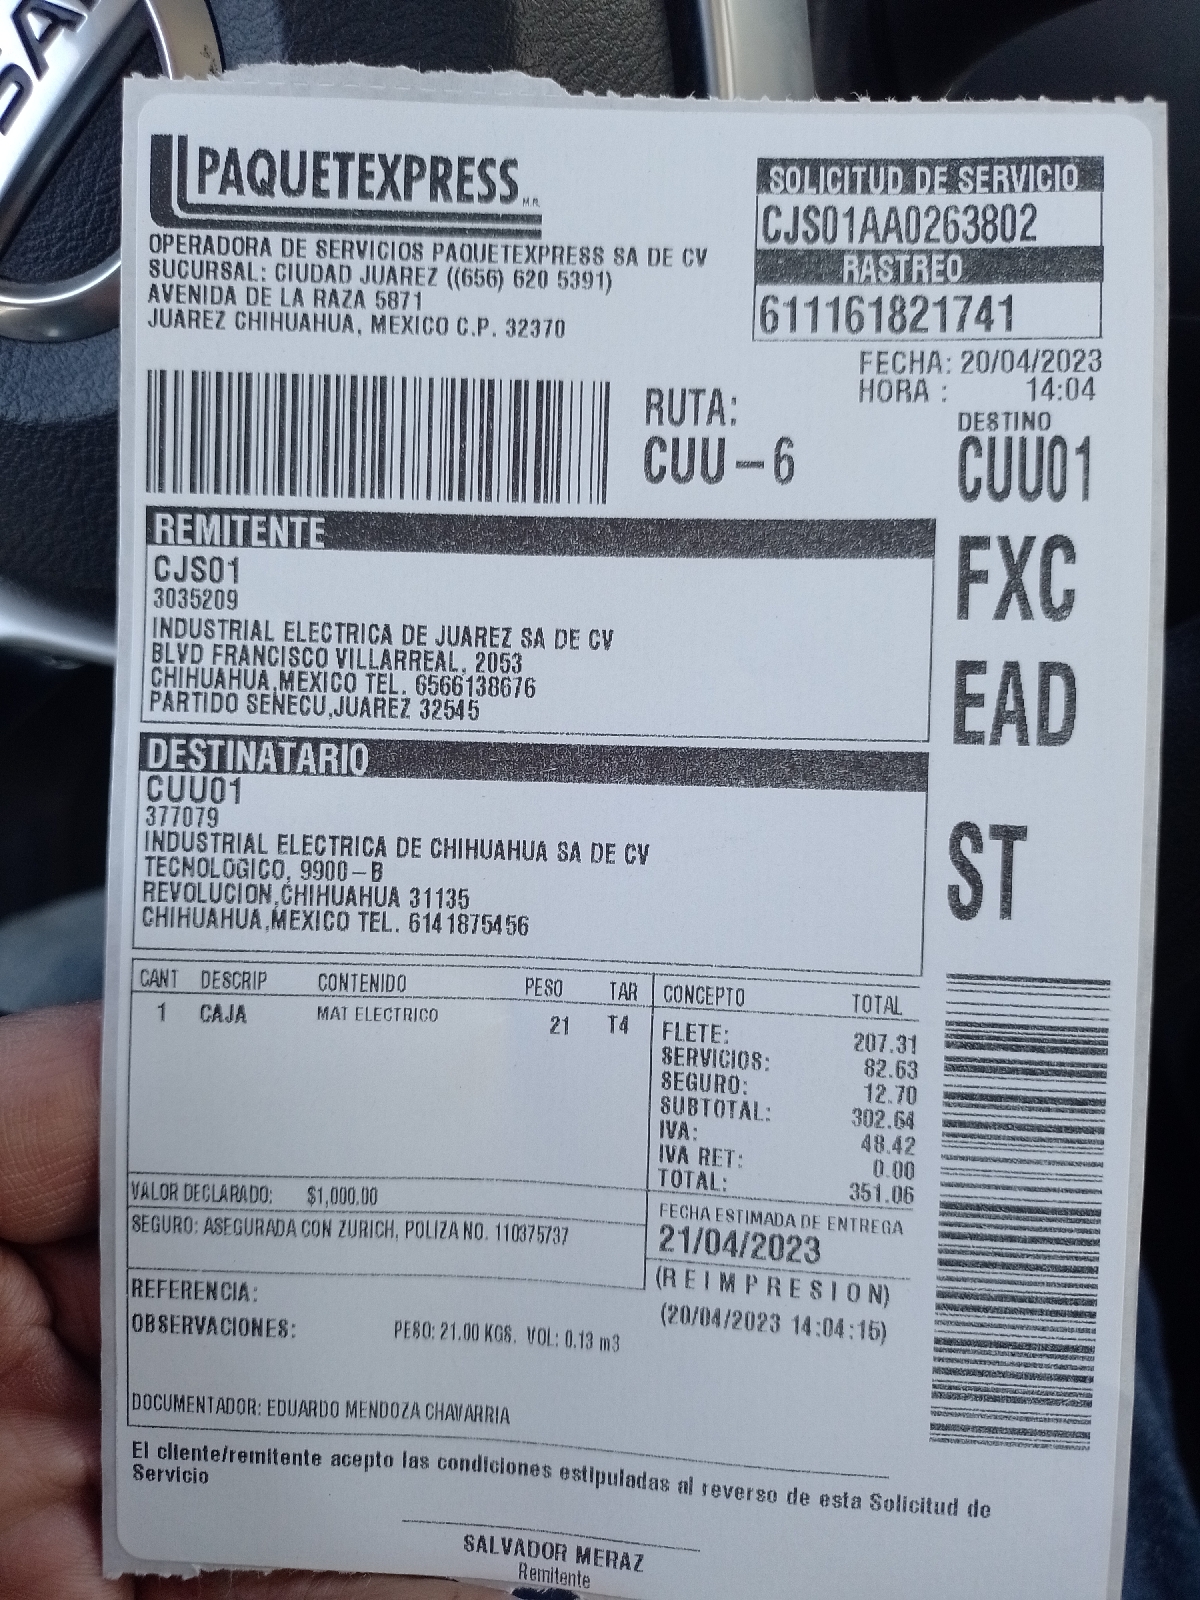 SAN
PAQUETEXPRESS M.R.
OPERADORA DE SERVICIOS PAQUETEXPRESS SA DE CV
SUCURSAL: CIUDAD JUAREZ ((656) 620 5391)
AVENIDA DE LA RAZA 5871
JUAREZ CHIHUAHUA, MEXICO C.P. 32370
SOLICITUD DE SERVICIO
CJS01AA0263802
RASTREO
611161821741
FECHA: 20/04/2023
HORA : 14:04
RUTA:
CUU-6
DESTINO
CUU01
FXC
EAD
ST
REMITENTE
CJS01
3035209
INDUSTRIAL ELECTRICA DE JUAREZ SA DE CV
BLVD FRANCISCO VILLARREAL, 2053
CHIHUAHUA,MEXICO TEL. 6566138676
PARTIDO SENECU,JUAREZ 32545
DESTINATARIO
CUU01
377079
INDUSTRIAL ELECTRICA DE CHIHUAHUA SA DE CV
TECNOLOGICO, 9900-B
REVOLUCION,CHIHUAHUA 31135
CHIHUAHUA,MEXICO TEL. 6141875456
CANT DESCRIP CONTENIDO PESO TAR
1 CAJA MAT ELECTRICO 21 T4
CONCEPTO TOTAL
FLETE: 207.31
SERVICIOS: 82.63
SEGURO: 12.70
SUBTOTAL: 302.64
IVA: 48.42
IVA RET: 0.00
TOTAL: 351.06
VALOR DECLARADO: $1,000.00
SEGURO: ASEGURADA CON ZURICH, POLIZA NO. 110375737
FECHA ESTIMADA DE ENTREGA
21/04/2023
(R E I M P R E S I O N)
(20/04/2023 14:04:15)
REFERENCIA:
OBSERVACIONES: PESO: 21.00 KGS. VOL: 0.13 m3
DOCUMENTADOR: EDUARDO MENDOZA CHAVARRIA
El cliente/remitente acepto las condiciones estipuladas al reverso de esta Solicitud de
Servicio
SALVADOR MERAZ
Remitente